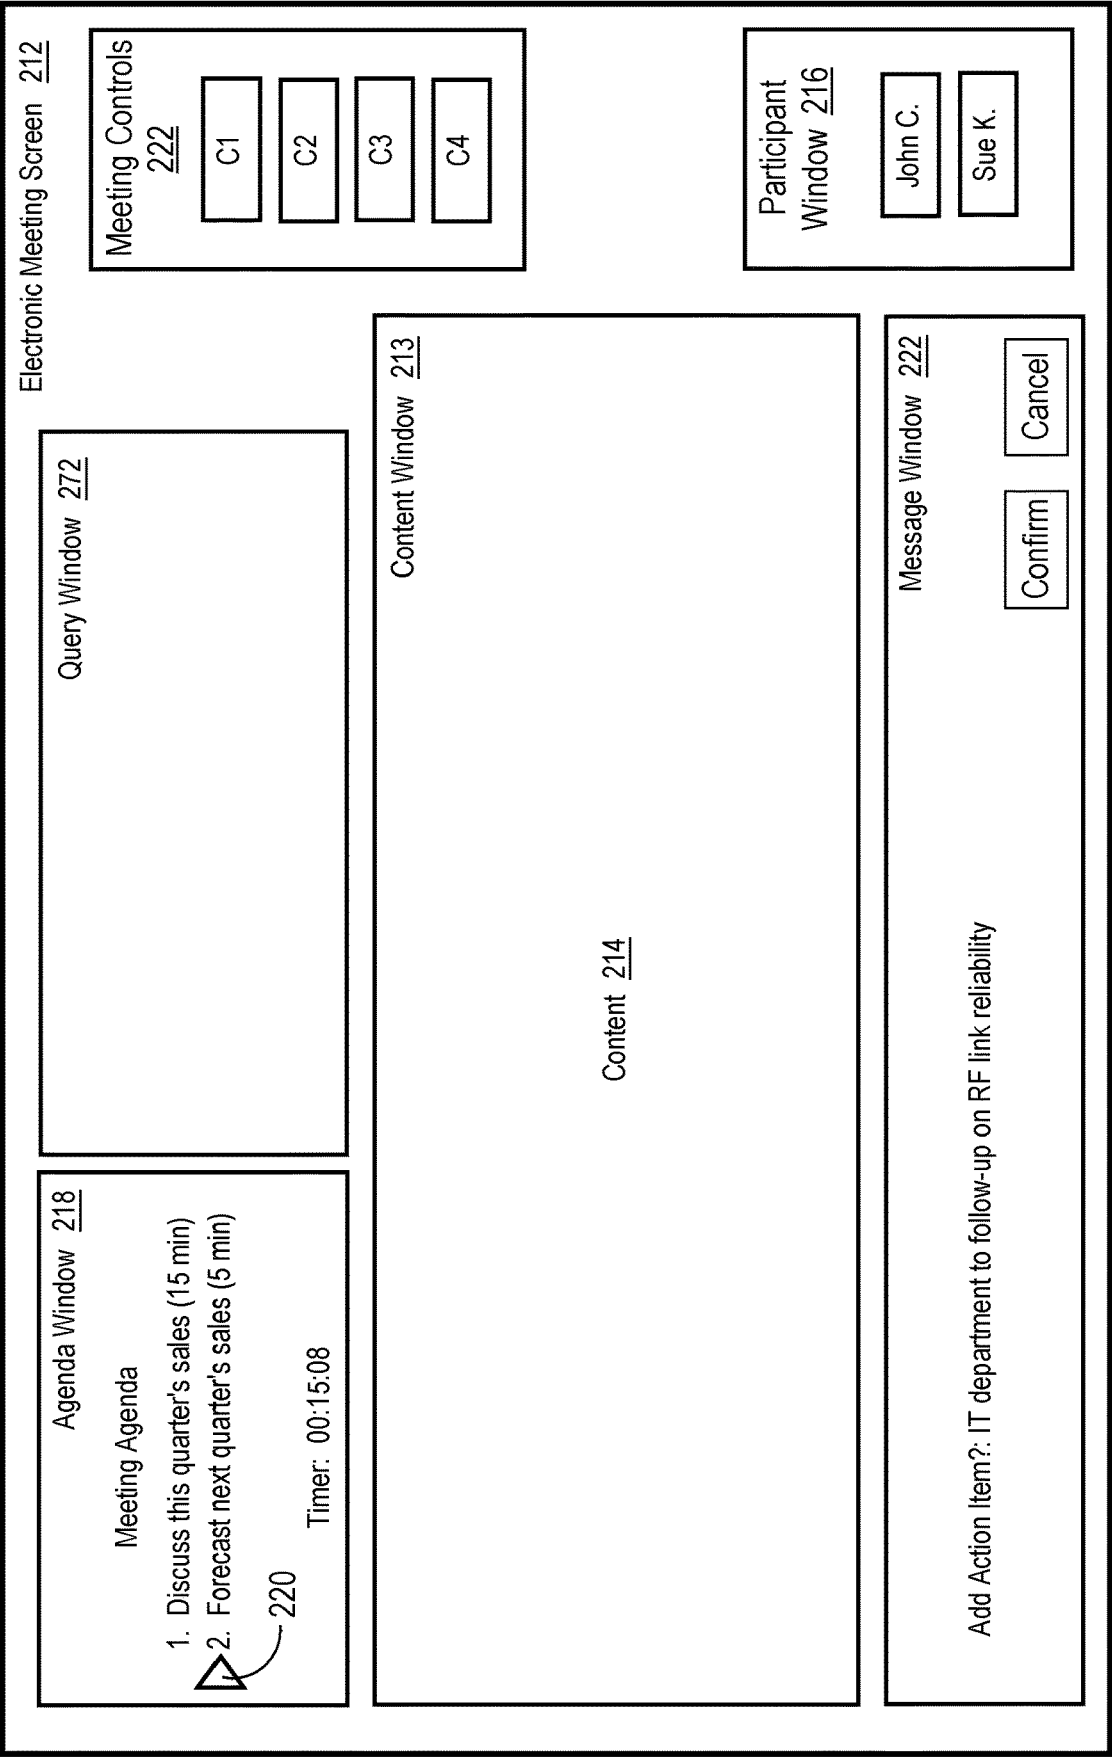 Electronic Meeting Screen 212
Agenda Window 218
Meeting Agenda
1. Discuss this quarter's sales (15 min)
2. Forecast next quarter's sales (5 min)
220
Timer: 00:15:08
Query Window 272
Meeting Controls
222
C1
C2
C3
C4
Content Window 213
Content 214
Participant
Window 216
John C.
Sue K.
Message Window 222
Add Action Item?: IT department to follow-up on RF link reliability
Confirm
Cancel